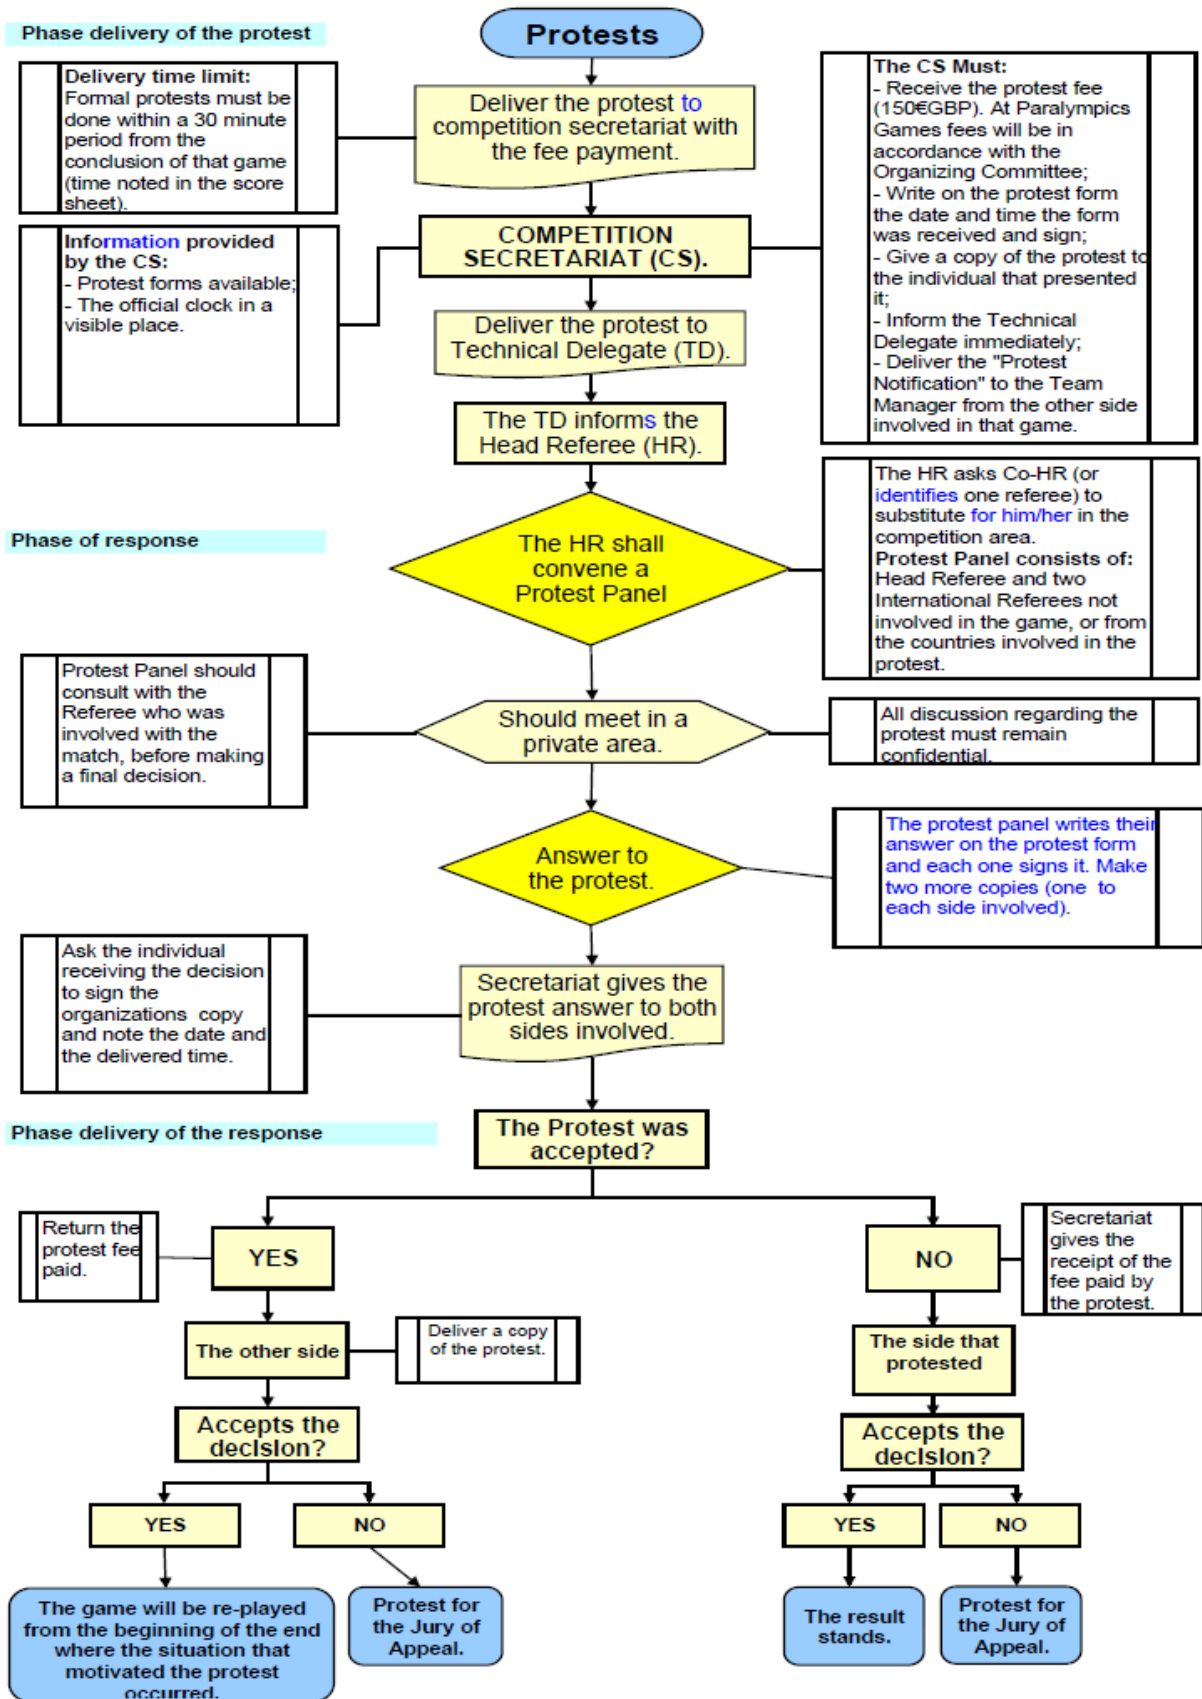 Phase delivery of the protest
Protests
Delivery time limit:
Formal protests must be
done within a 30 minute
period from the
conclusion of that game
(time noted in the score
sheet).
Deliver the protest to
competition secretariat with
the fee payment.
The CS Must:
- Receive the protest fee
(150€GBP). At Paralympics
Games fees will be in
accordance with the
Organizing Committee;
- Write on the protest form
the date and time the form
was received and sign;
- Give a copy of the protest to
the individual that presented
it;
- Inform the Technical
Delegate immediately;
- Deliver the "Protest
Notification" to the Team
Manager from the other side
involved in that game.
Information provided
by the CS:
- Protest forms available;
- The official clock in a
visible place.
COMPETITION
SECRETARIAT (CS).
Deliver the protest to
Technical Delegate (TD).
The TD informs the
Head Referee (HR).
Phase of response
The HR shall
convene a
Protest Panel
The HR asks Co-HR (or
identifies one referee) to
substitute for him/her in the
competition area.
Protest Panel consists of:
Head Referee and two
International Referees not
involved in the game, or from
the countries involved in the
protest.
Protest Panel should
consult with the
Referee who was
involved with the
match, before making
a final decision.
Should meet in a
private area.
All discussion regarding the
protest must remain
confidential.
Answer to
the protest.
The protest panel writes their
answer on the protest form
and each one signs it. Make
two more copies (one to
each side involved).
Ask the individual
receiving the decision
to sign the
organizations copy
and note the date and
the delivered time.
Secretariat gives the
protest answer to both
sides involved.
Phase delivery of the response
The Protest was
accepted?
Return the
protest fee
paid.
YES
NO
Secretariat
gives the
receipt of the
fee paid by
the protest.
The other side
Deliver a copy
of the protest.
The side that
protested
Accepts the
decision?
Accepts the
decision?
YES
NO
YES
NO
The game will be re-played
from the beginning of the end
where the situation that
motivated the protest
occurred.
Protest for
the Jury of
Appeal.
The result
stands.
Protest for
the Jury of
Appeal.